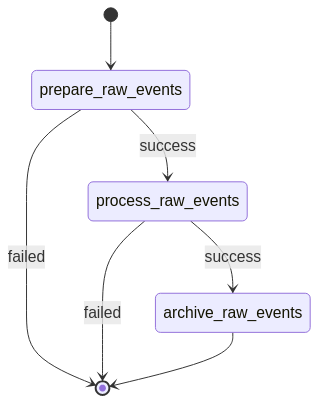 prepare_raw_events
success
process_raw_events
failed
success
failed
archive_raw_events